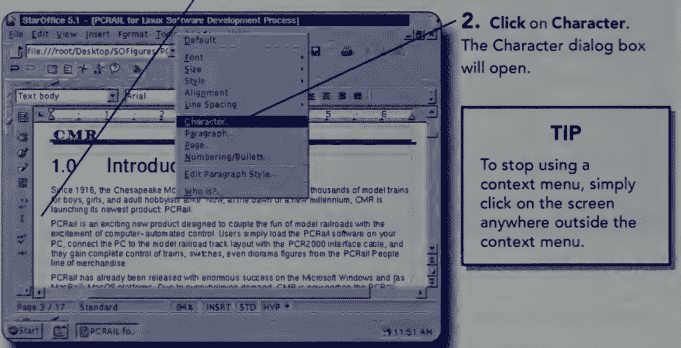 StarOffice 5.1 - [PCRAIL for Linux Software Development Process]
File Edit View Insert Format
file:///root/Desktop/SOFigures/PC
Default
Font
Size
Style
Alignment
Line Spacing
Character...
Paragraph...
Page...
Numbering/Bullets...
Edit Paragraph Style...
Who is?...
Text body
Arial
CMR
1.0 Introduc
Since 1916, the Chesapeake Mo thousands of model trains
for boys, girls, and adult hobbyists alike. Now, at the dawn of a new millennium, CMR is
launching its newest product, PCRail.
PCRail is an exciting new product designed to couple the fun of model railroads with the
excitement of computer-automated control. Users simply load the PCRail software on your
PC, connect the PC to the model railroad track layout with the PCR2000 interface cable, and
they gain complete control of trains, switches, even diorama figures from the PCRail People
line of merchandise
PCRail has already been released with enormous success on the Microsoft Windows and (as
Page 3 / 17 Standard 84% INSRT STD HYP *
Start PCRAIL fo.. 11:51 AM
2. Click on Character.
The Character dialog box
will open.
TIP
To stop using a
context menu, simply
click on the screen
anywhere outside the
context menu.